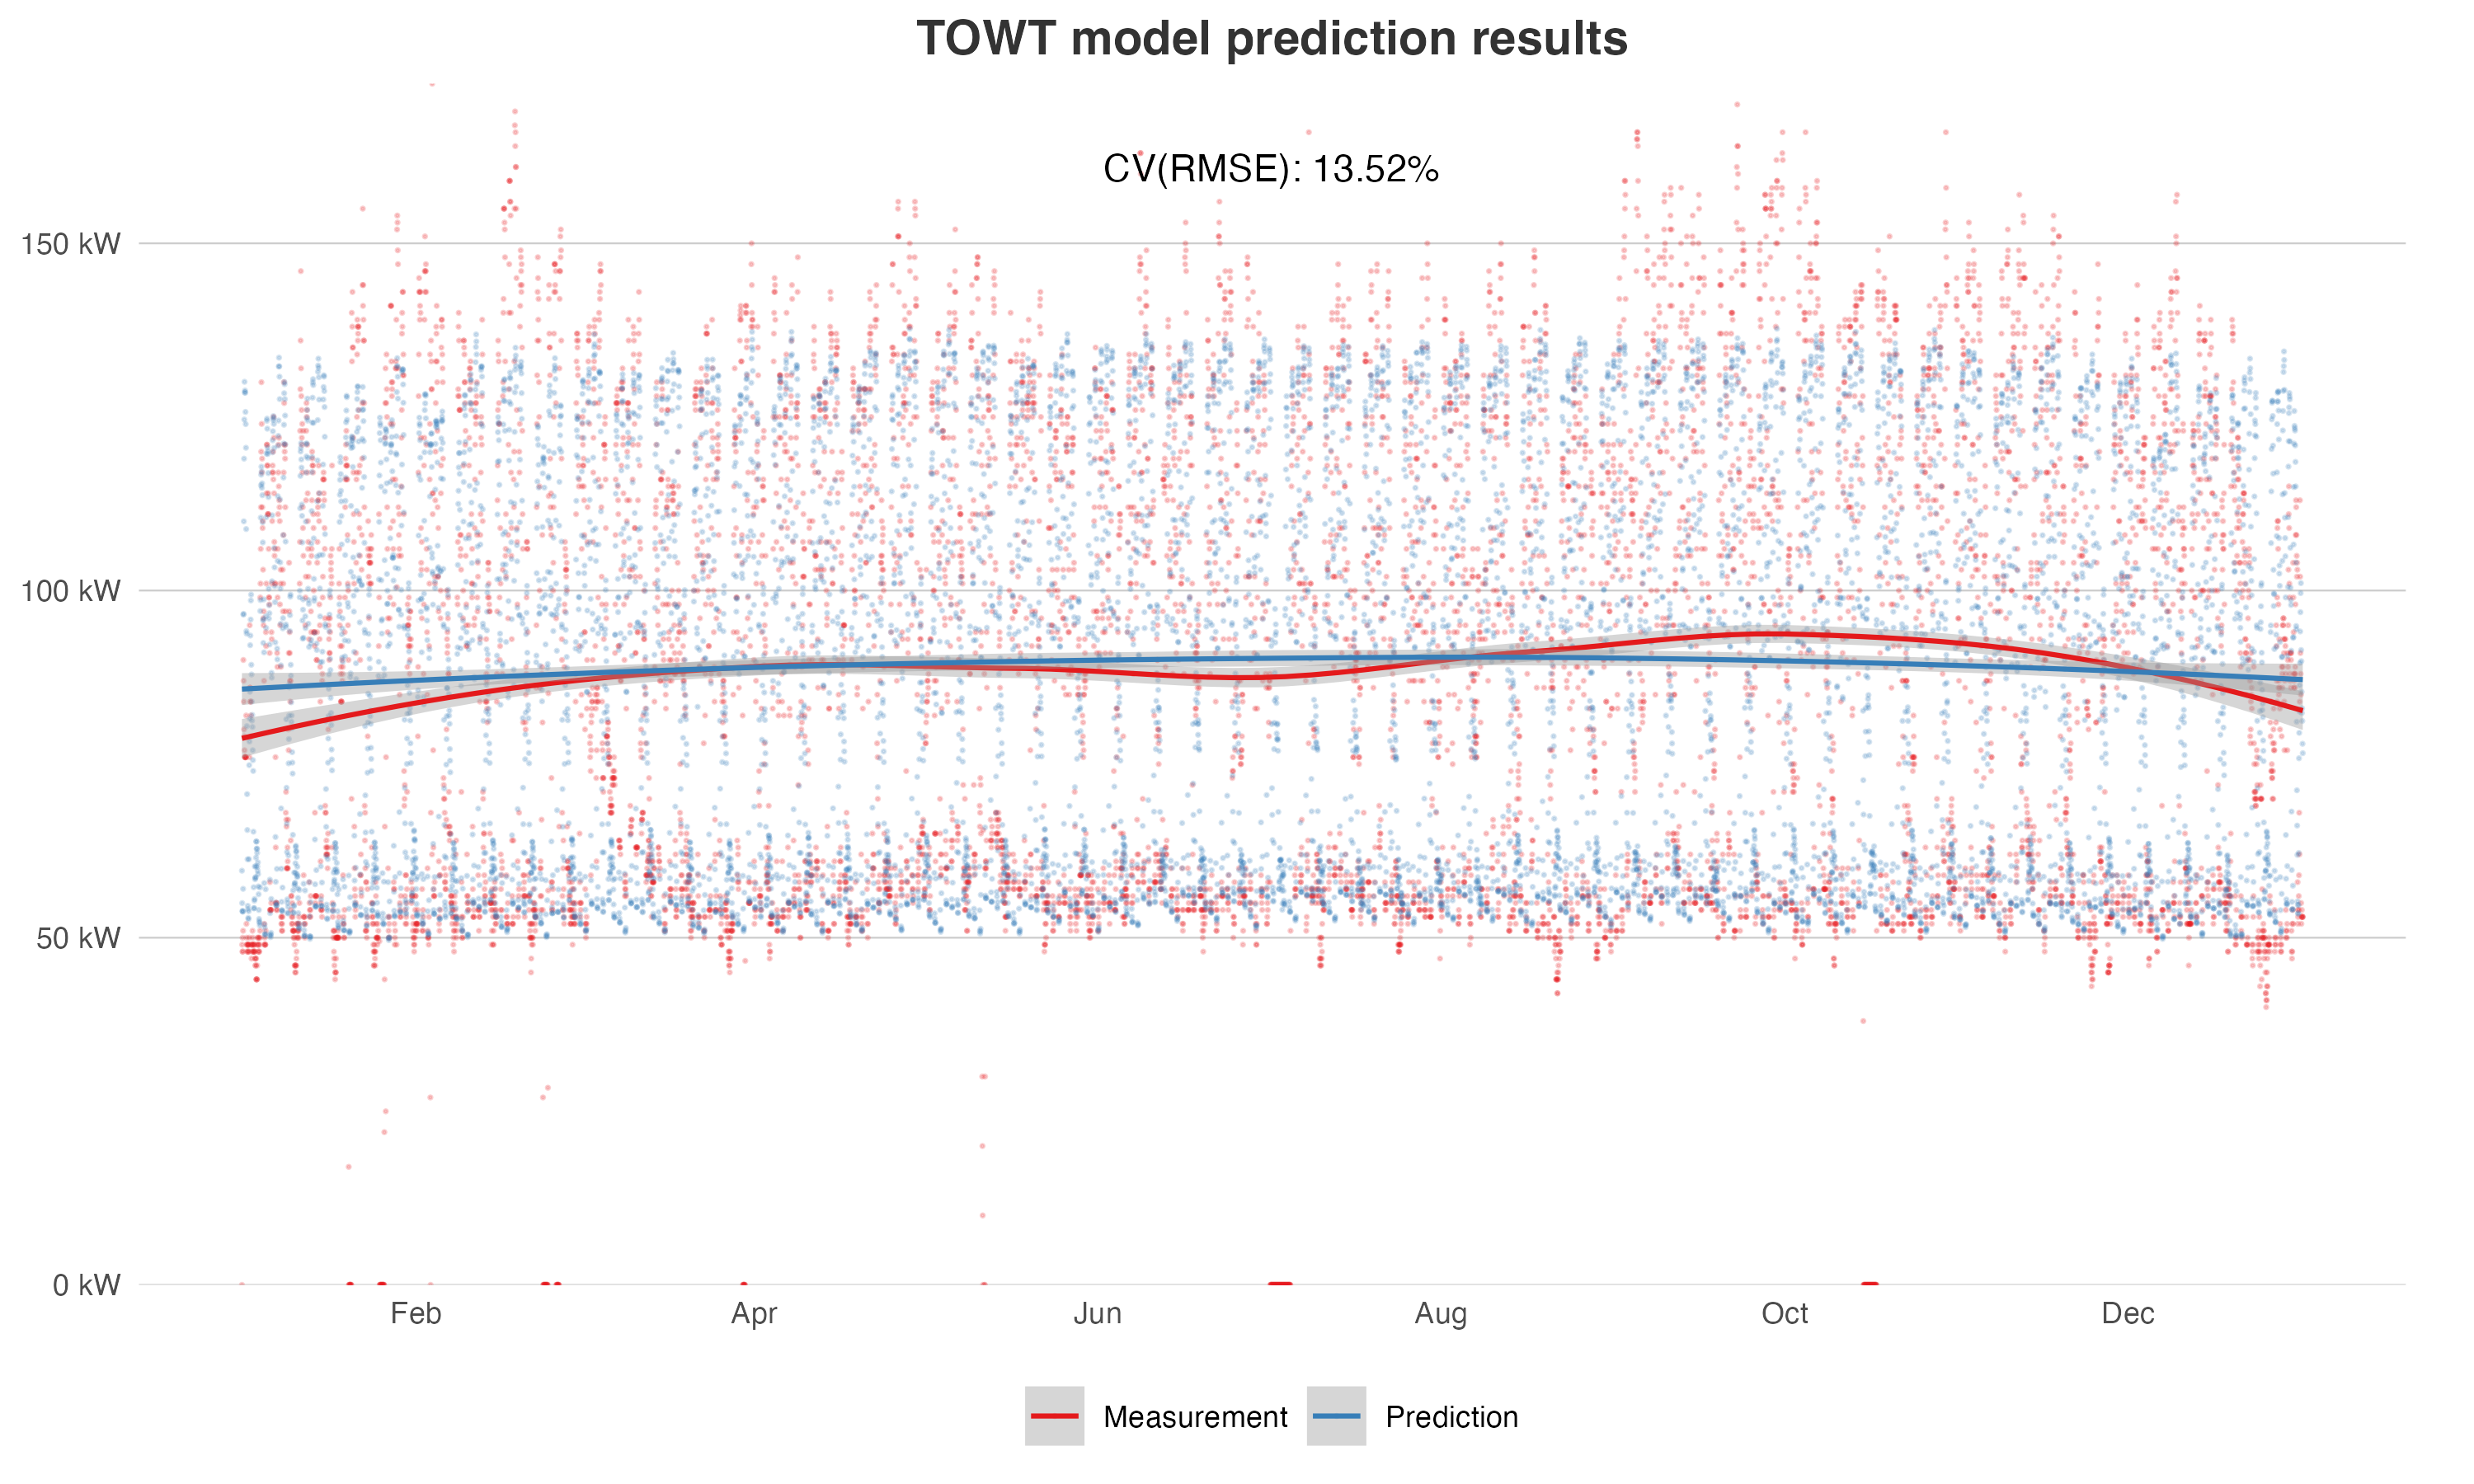 TOWT model prediction results
CV(RMSE): 13.52%
150 kW
100 kW
50 kW
0 kW
Feb Apr Jun Aug Oct Dec
Measurement Prediction